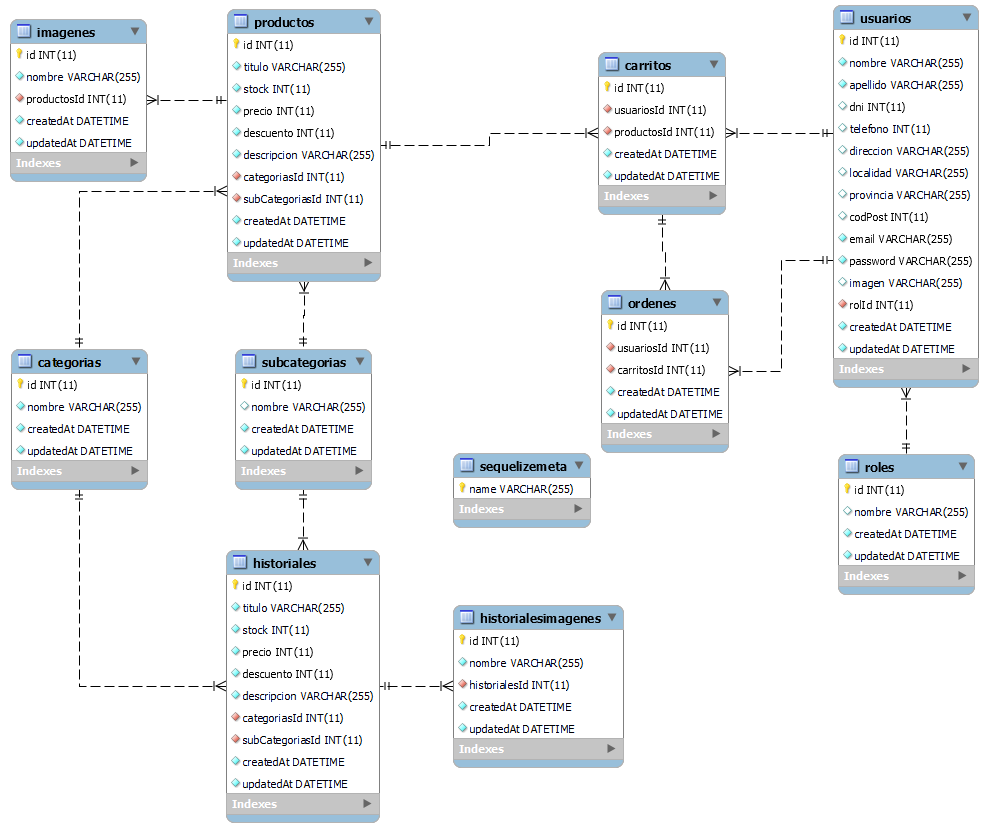 imagenes
id INT(11)
nombre VARCHAR(255)
productosId INT(11)
createdAt DATETIME
updatedAt DATETIME
Indexes
productos
id INT(11)
titulo VARCHAR(255)
stock INT(11)
precio INT(11)
descuento INT(11)
descripcion VARCHAR(255)
categoriasId INT(11)
subCategoriasId INT(11)
createdAt DATETIME
updatedAt DATETIME
Indexes
carritos
id INT(11)
usuariosId INT(11)
productosId INT(11)
createdAt DATETIME
updatedAt DATETIME
Indexes
usuarios
id INT(11)
nombre VARCHAR(255)
apellido VARCHAR(255)
dni INT(11)
telefono INT(11)
direccion VARCHAR(255)
localidad VARCHAR(255)
provincia VARCHAR(255)
codPost INT(11)
email VARCHAR(255)
password VARCHAR(255)
imagen VARCHAR(255)
rolId INT(11)
createdAt DATETIME
updatedAt DATETIME
Indexes
categorias
id INT(11)
nombre VARCHAR(255)
createdAt DATETIME
updatedAt DATETIME
Indexes
subcategorias
id INT(11)
nombre VARCHAR(255)
createdAt DATETIME
updatedAt DATETIME
Indexes
ordenes
id INT(11)
usuariosId INT(11)
carritosId INT(11)
createdAt DATETIME
updatedAt DATETIME
Indexes
sequelizemeta
name VARCHAR(255)
Indexes
roles
id INT(11)
nombre VARCHAR(255)
createdAt DATETIME
updatedAt DATETIME
Indexes
historiales
id INT(11)
titulo VARCHAR(255)
stock INT(11)
precio INT(11)
descuento INT(11)
descripcion VARCHAR(255)
categoriasId INT(11)
subCategoriasId INT(11)
createdAt DATETIME
updatedAt DATETIME
Indexes
historialesimagenes
id INT(11)
nombre VARCHAR(255)
historialesId INT(11)
createdAt DATETIME
updatedAt DATETIME
Indexes